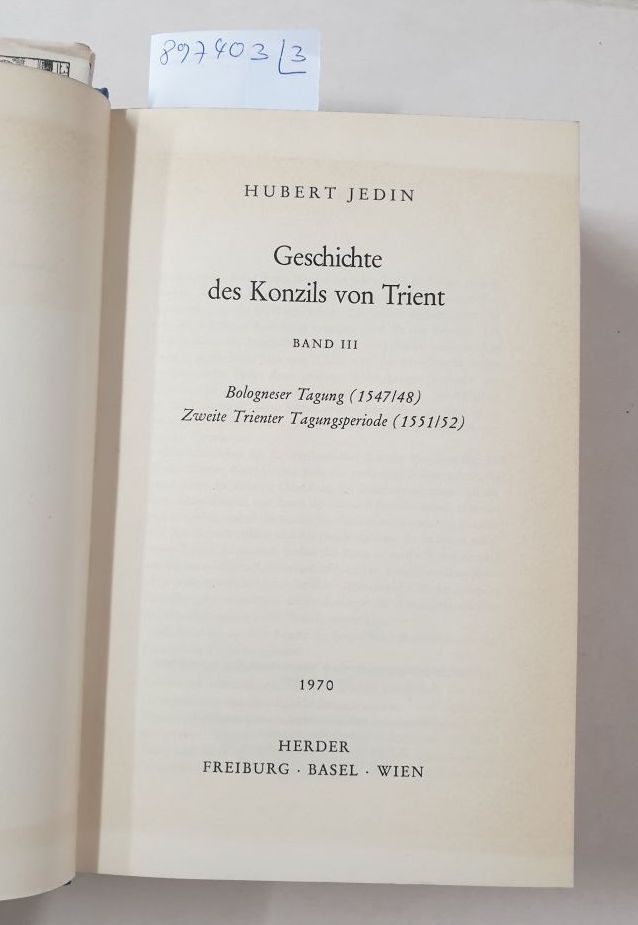 897403 3
HUBERT JEDIN
Geschichte
des Konzils von Trient
BAND III
Bologneser Tagung (1547/48)
Zweite Trienter Tagungsperiode (1551/52)
1970
HERDER
FREIBURG · BASEL · WIEN